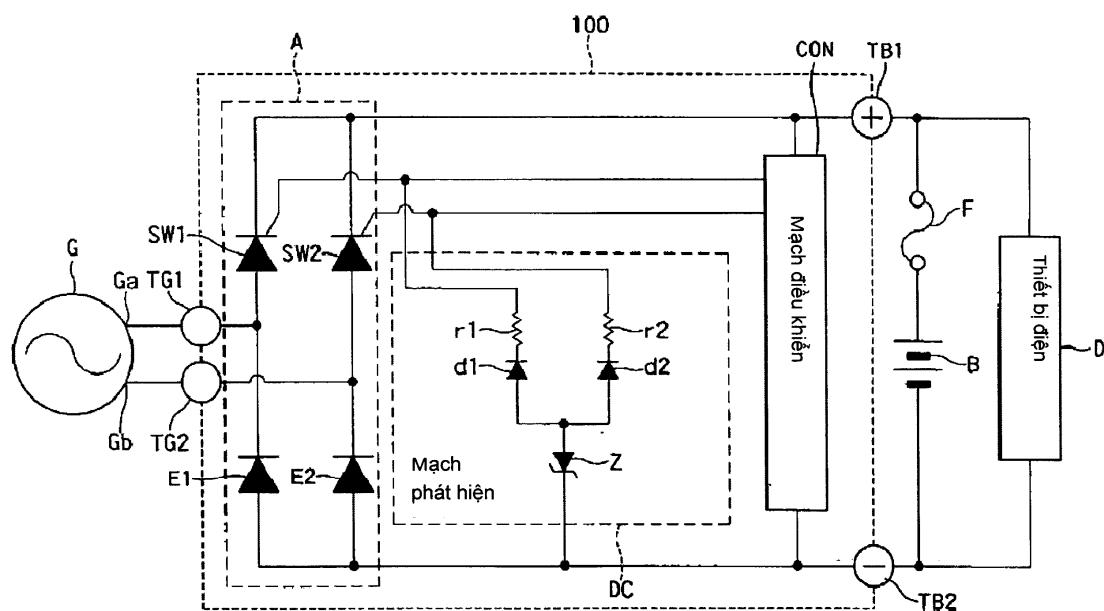 100
A
CON
TB1
+
SW1
SW2
F
G
Ga
TG1
Mạch điều khiển
Thiết bị điện
r1
r2
d1
d2
B
D
Gb
TG2
Z
E1
E2
Mạch
phát hiện
−
DC
TB2